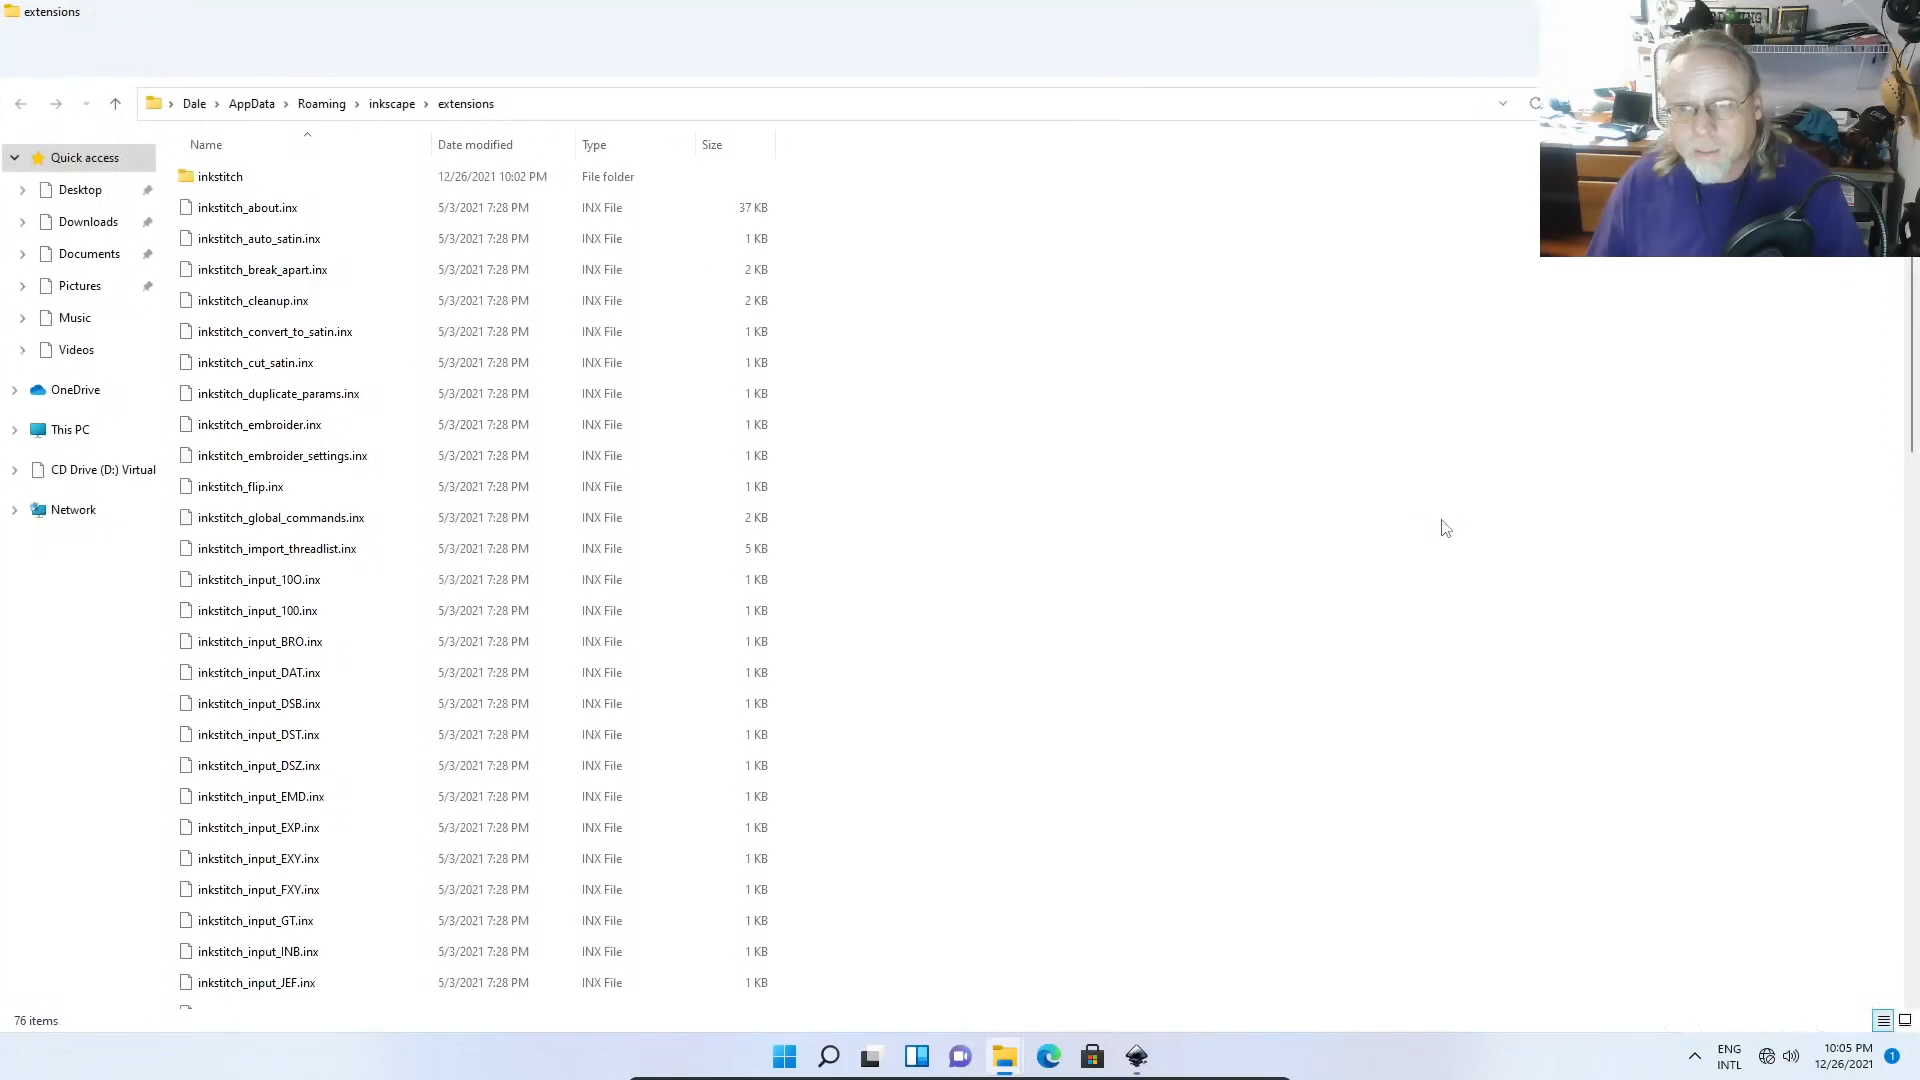 extensions
Dale > AppData > Roaming > inkscape > extensions
Name Date modified Type Size
Quick access
Desktop
Downloads
Documents
Pictures
Music
Videos
OneDrive
This PC
CD Drive (D:) Virtual
Network
inkstitch 12/26/2021 10:02 PM File folder
inkstitch_about.inx 5/3/2021 7:28 PM INX File 37 KB
inkstitch_auto_satin.inx 5/3/2021 7:28 PM INX File 1 KB
inkstitch_break_apart.inx 5/3/2021 7:28 PM INX File 2 KB
inkstitch_cleanup.inx 5/3/2021 7:28 PM INX File 2 KB
inkstitch_convert_to_satin.inx 5/3/2021 7:28 PM INX File 1 KB
inkstitch_cut_satin.inx 5/3/2021 7:28 PM INX File 1 KB
inkstitch_duplicate_params.inx 5/3/2021 7:28 PM INX File 1 KB
inkstitch_embroider.inx 5/3/2021 7:28 PM INX File 1 KB
inkstitch_embroider_settings.inx 5/3/2021 7:28 PM INX File 1 KB
inkstitch_flip.inx 5/3/2021 7:28 PM INX File 1 KB
inkstitch_global_commands.inx 5/3/2021 7:28 PM INX File 2 KB
inkstitch_import_threadlist.inx 5/3/2021 7:28 PM INX File 5 KB
inkstitch_input_10O.inx 5/3/2021 7:28 PM INX File 1 KB
inkstitch_input_100.inx 5/3/2021 7:28 PM INX File 1 KB
inkstitch_input_BRO.inx 5/3/2021 7:28 PM INX File 1 KB
inkstitch_input_DAT.inx 5/3/2021 7:28 PM INX File 1 KB
inkstitch_input_DSB.inx 5/3/2021 7:28 PM INX File 1 KB
inkstitch_input_DST.inx 5/3/2021 7:28 PM INX File 1 KB
inkstitch_input_DSZ.inx 5/3/2021 7:28 PM INX File 1 KB
inkstitch_input_EMD.inx 5/3/2021 7:28 PM INX File 1 KB
inkstitch_input_EXP.inx 5/3/2021 7:28 PM INX File 1 KB
inkstitch_input_EXY.inx 5/3/2021 7:28 PM INX File 1 KB
inkstitch_input_FXY.inx 5/3/2021 7:28 PM INX File 1 KB
inkstitch_input_GT.inx 5/3/2021 7:28 PM INX File 1 KB
inkstitch_input_INB.inx 5/3/2021 7:28 PM INX File 1 KB
inkstitch_input_JEF.inx 5/3/2021 7:28 PM INX File 1 KB
76 items
ENG
INTL
10:05 PM
12/26/2021
1